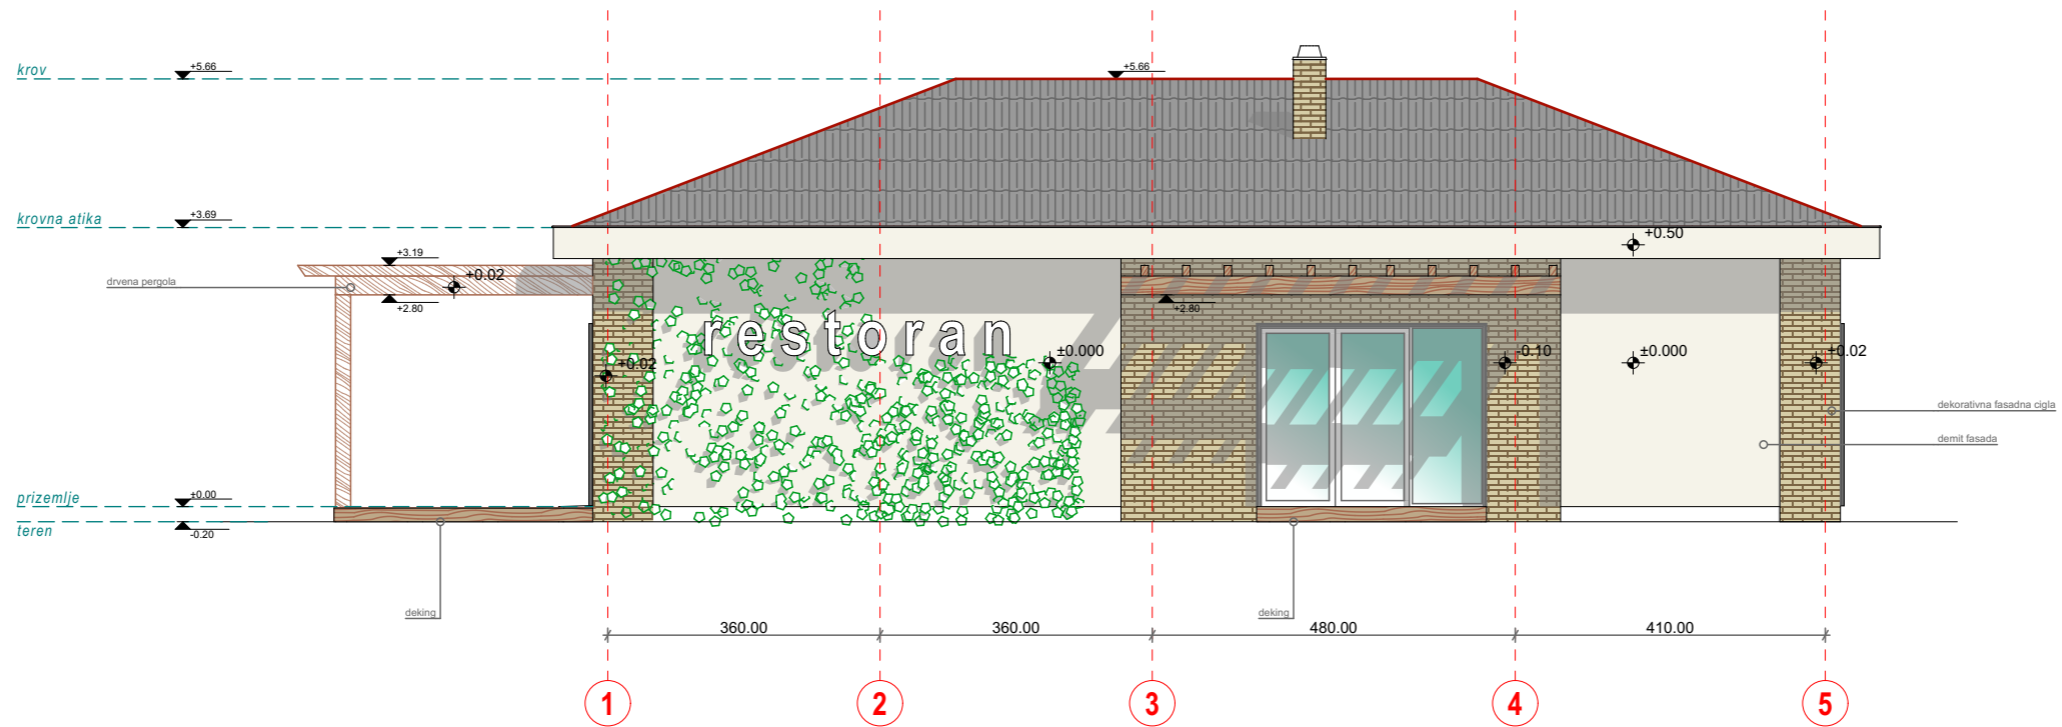 krov
+5.66
+5.66
krovna atika
+3.69
+0.50
+3.19
drvena pergola
+0.02
+2.80
+2.80
restoran
±0.000
-0.10
±0.000
+0.02
+0.02
dekorativna fasadna cigla
demit fasada
prizemlje
+0.00
teren
-0.20
deking
deking
360.00
360.00
480.00
410.00
1
2
3
4
5